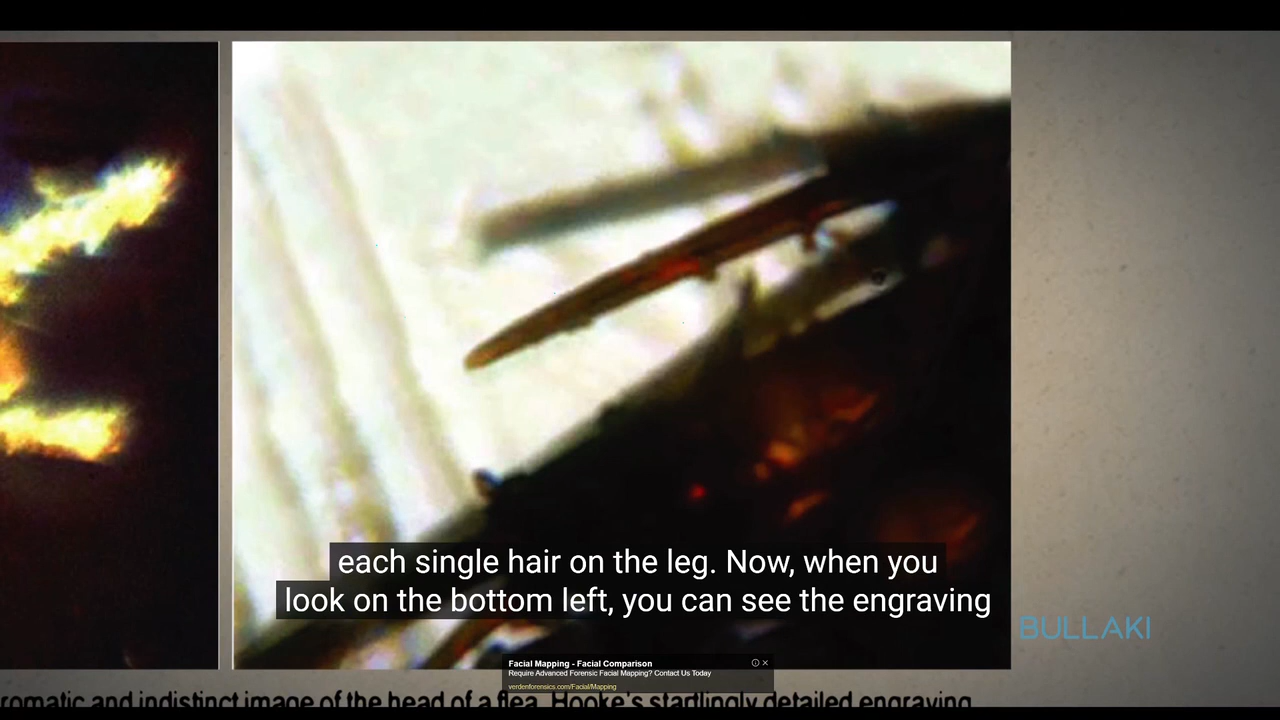 each single hair on the leg. Now, when you
look on the bottom left, you can see the engraving
BULLAKI
Facial Mapping - Facial Comparison
Require Advanced Forensic Facial Mapping? Contact Us Today
verdenforensics.com/Facial/Mapping
romatic and indistinct image of the head of a flea. Hooke's startlingly detailed engraving